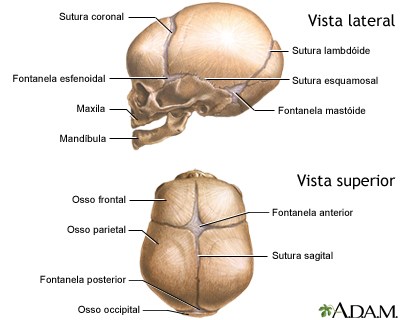 Vista lateral
Sutura coronal
Sutura lambdóide
Fontanela esfenoidal
Sutura esquamosal
Maxila
Fontanela mastóide
Mandíbula
Vista superior
Osso frontal
Fontanela anterior
Osso parietal
Sutura sagital
Fontanela posterior
Osso occipital
A.D.A.M.